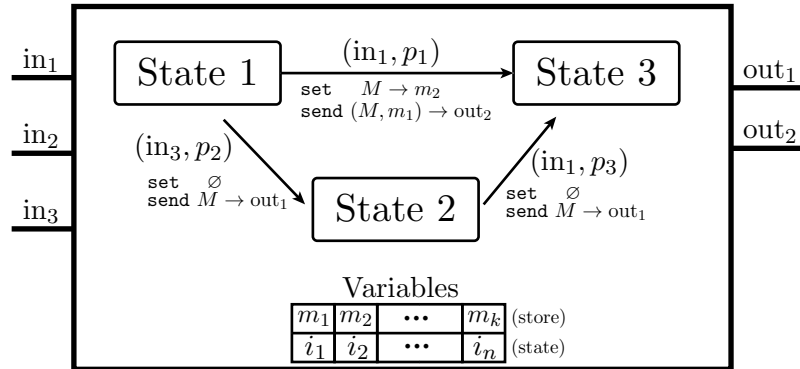 in₁
in₂
in₃
State 1
(in₁, p₁)
set M → m₂
send (M, m₁) → out₂
State 3
out₁
out₂
(in₃, p₂)
set ∅
send M → out₁
State 2
(in₁, p₃)
set ∅
send M → out₁
Variables
m₁ m₂ ••• mₖ (store)
i₁ i₂ ••• iₙ (state)